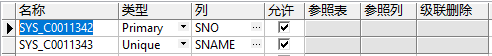 名称 类型 列 允许 参照表 参照列 级联删除
SYS_C0011342 Primary SNO ...
SYS_C0011343 Unique SNAME ...